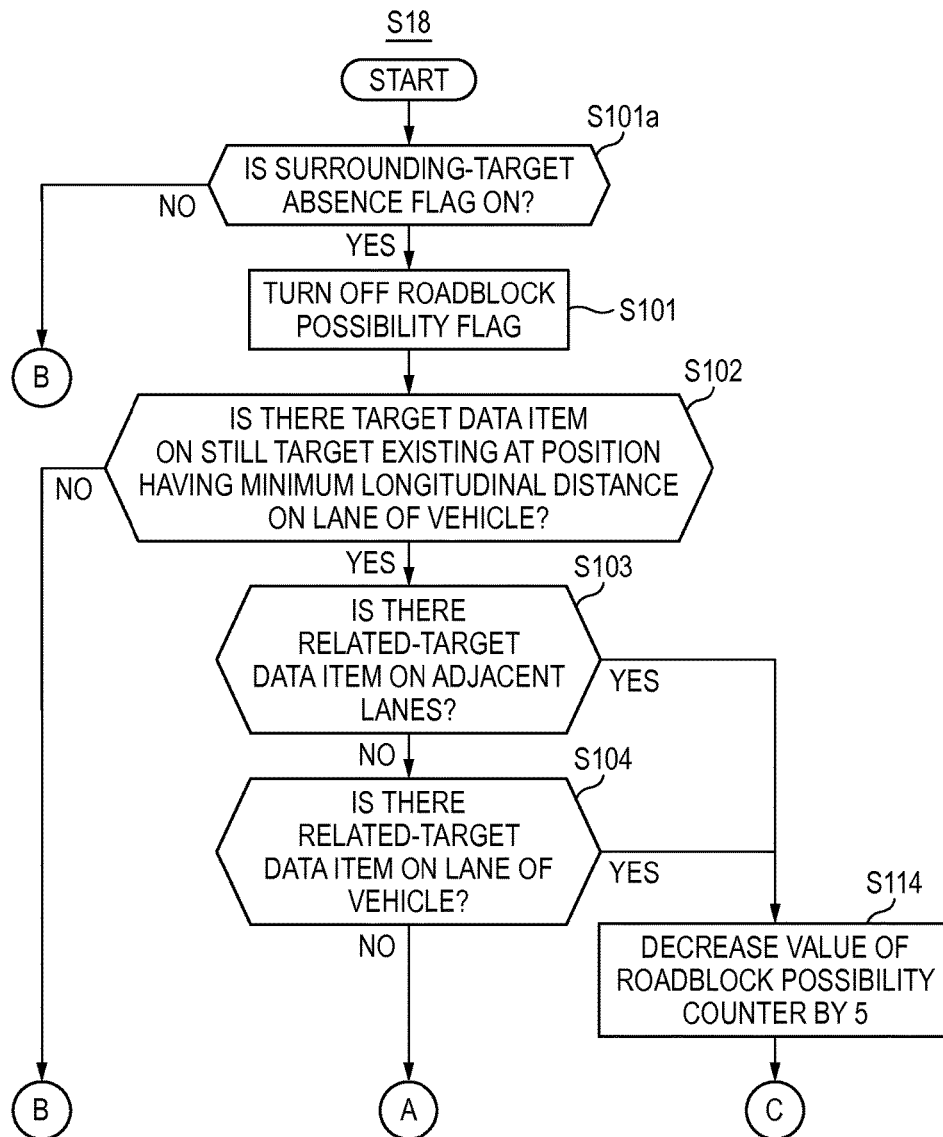 S18
START
S101a
IS SURROUNDING-TARGET
ABSENCE FLAG ON?
NO
YES
TURN OFF ROADBLOCK
POSSIBILITY FLAG
S101
B
S102
IS THERE TARGET DATA ITEM
ON STILL TARGET EXISTING AT POSITION
HAVING MINIMUM LONGITUDINAL DISTANCE
ON LANE OF VEHICLE?
NO
YES
S103
IS THERE
RELATED-TARGET
DATA ITEM ON ADJACENT
LANES?
YES
NO
S104
IS THERE
RELATED-TARGET
DATA ITEM ON LANE OF
VEHICLE?
YES
NO
S114
DECREASE VALUE OF
ROADBLOCK POSSIBILITY
COUNTER BY 5
B
A
C